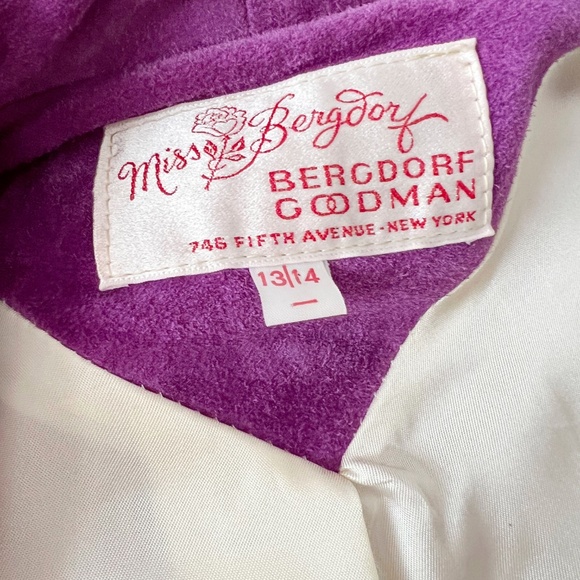 Miss Bergdorf
BERGDORF
GOODMAN
746 FIFTH AVENUE-NEW YORK
13/14